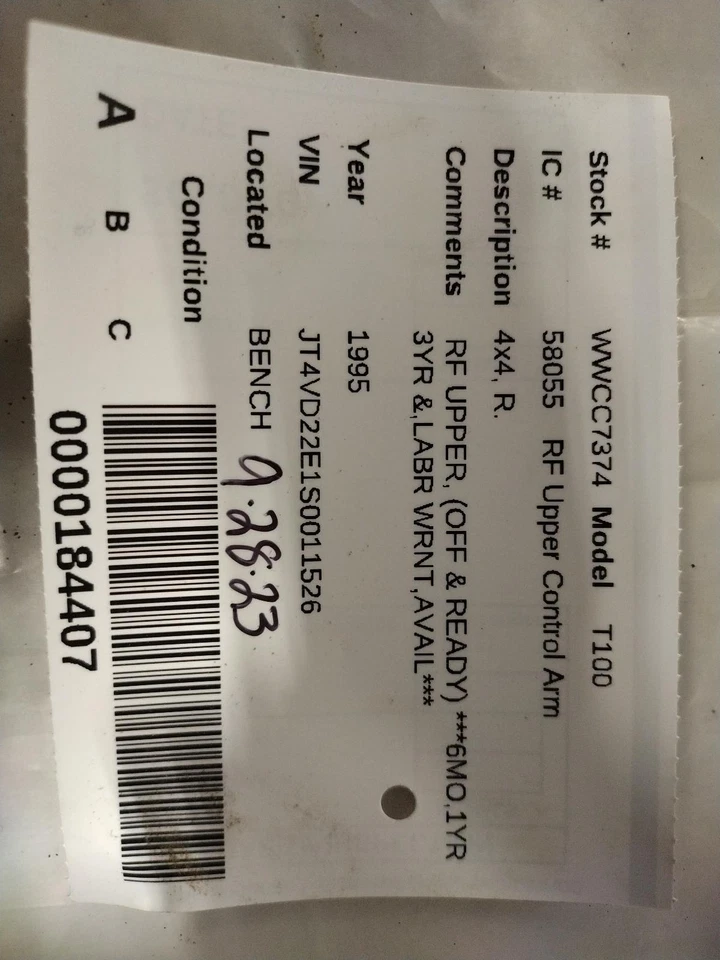 Stock # WWCC7374 Model T100
IC # 58055 RF Upper Control Arm
Description 4x4, R.
Comments RF UPPER, (OFF & READY) ***6MO,1YR
3YR &,LABR WRNT,AVAIL***
Year 1995
VIN JT4VD22E1S0011526
Located BENCH 9.28.23
Condition
A B C
0000184407